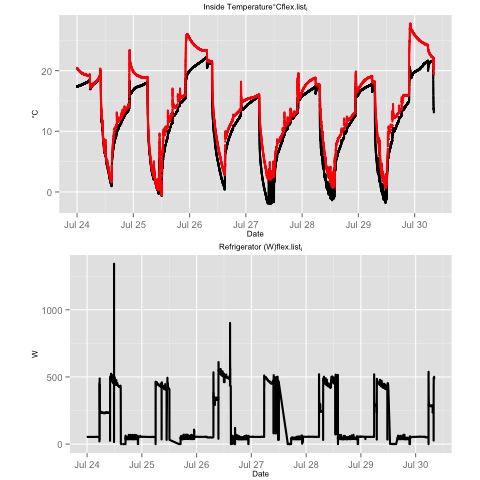 Inside Temperature°Cflex.listi
°C
20
10
0
Jul 24 Jul 25 Jul 26 Jul 27 Jul 28 Jul 29 Jul 30
Date
Refrigerator (W)flex.listi
W
1000
500
0
Jul 24 Jul 25 Jul 26 Jul 27 Jul 28 Jul 29 Jul 30
Date